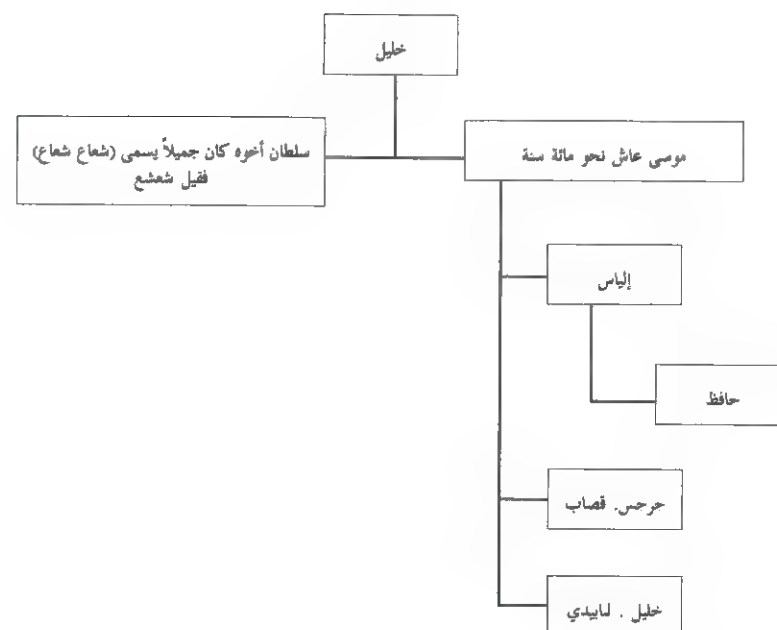 خليل
موسى عاش نحو مائة سنة
سلطان أخوه كان جميلاً يسمى (شعاع شعاع)
فقيل شعشع
إلياس
حافظ
جرجس. قصاب
خليل . لبابيدي